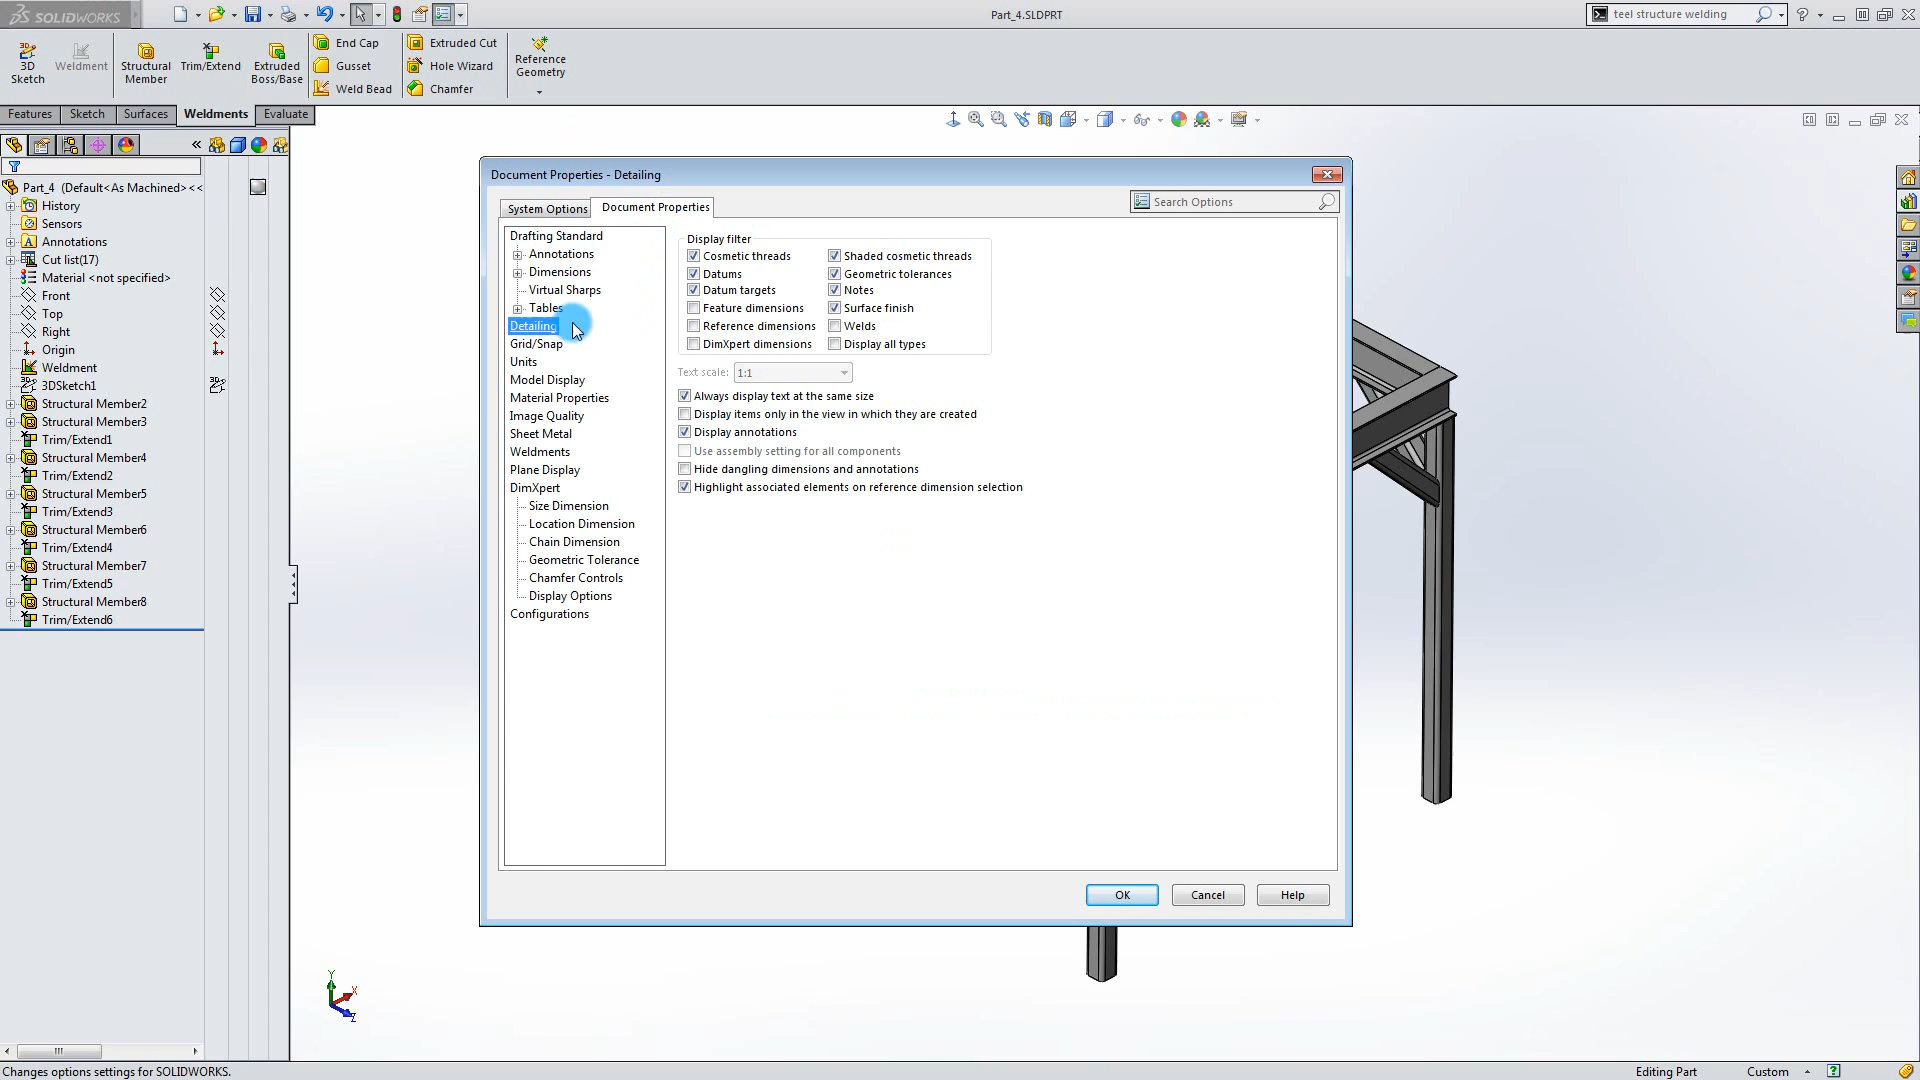 SOLIDWORKS
Part_4.SLDPRT
teel structure welding
3D Sketch
Weldment
Structural Member
Trim/Extend
Extruded Boss/Base
End Cap
Gusset
Weld Bead
Extruded Cut
Hole Wizard
Chamfer
Reference Geometry
Features
Sketch
Surfaces
Weldments
Evaluate
Part_4 (Default<As Machined><<
History
Sensors
Annotations
Cut list(17)
Material <not specified>
Front
Top
Right
Origin
Weldment
3DSketch1
Structural Member2
Structural Member3
Trim/Extend1
Structural Member4
Trim/Extend2
Structural Member5
Trim/Extend3
Structural Member6
Trim/Extend4
Structural Member7
Trim/Extend5
Structural Member8
Trim/Extend6
Document Properties - Detailing
System Options
Document Properties
Search Options
Drafting Standard
Annotations
Dimensions
Virtual Sharps
Tables
Detailing
Grid/Snap
Units
Model Display
Material Properties
Image Quality
Sheet Metal
Weldments
Plane Display
DimXpert
Size Dimension
Location Dimension
Chain Dimension
Geometric Tolerance
Chamfer Controls
Display Options
Configurations
Display filter
Cosmetic threads
Shaded cosmetic threads
Datums
Geometric tolerances
Datum targets
Notes
Feature dimensions
Surface finish
Reference dimensions
Welds
DimXpert dimensions
Display all types
Text scale: 1:1
Always display text at the same size
Display items only in the view in which they are created
Display annotations
Use assembly setting for all components
Hide dangling dimensions and annotations
Highlight associated elements on reference dimension selection
OK
Cancel
Help
Y
X
Z
Changes options settings for SOLIDWORKS.
Editing Part
Custom